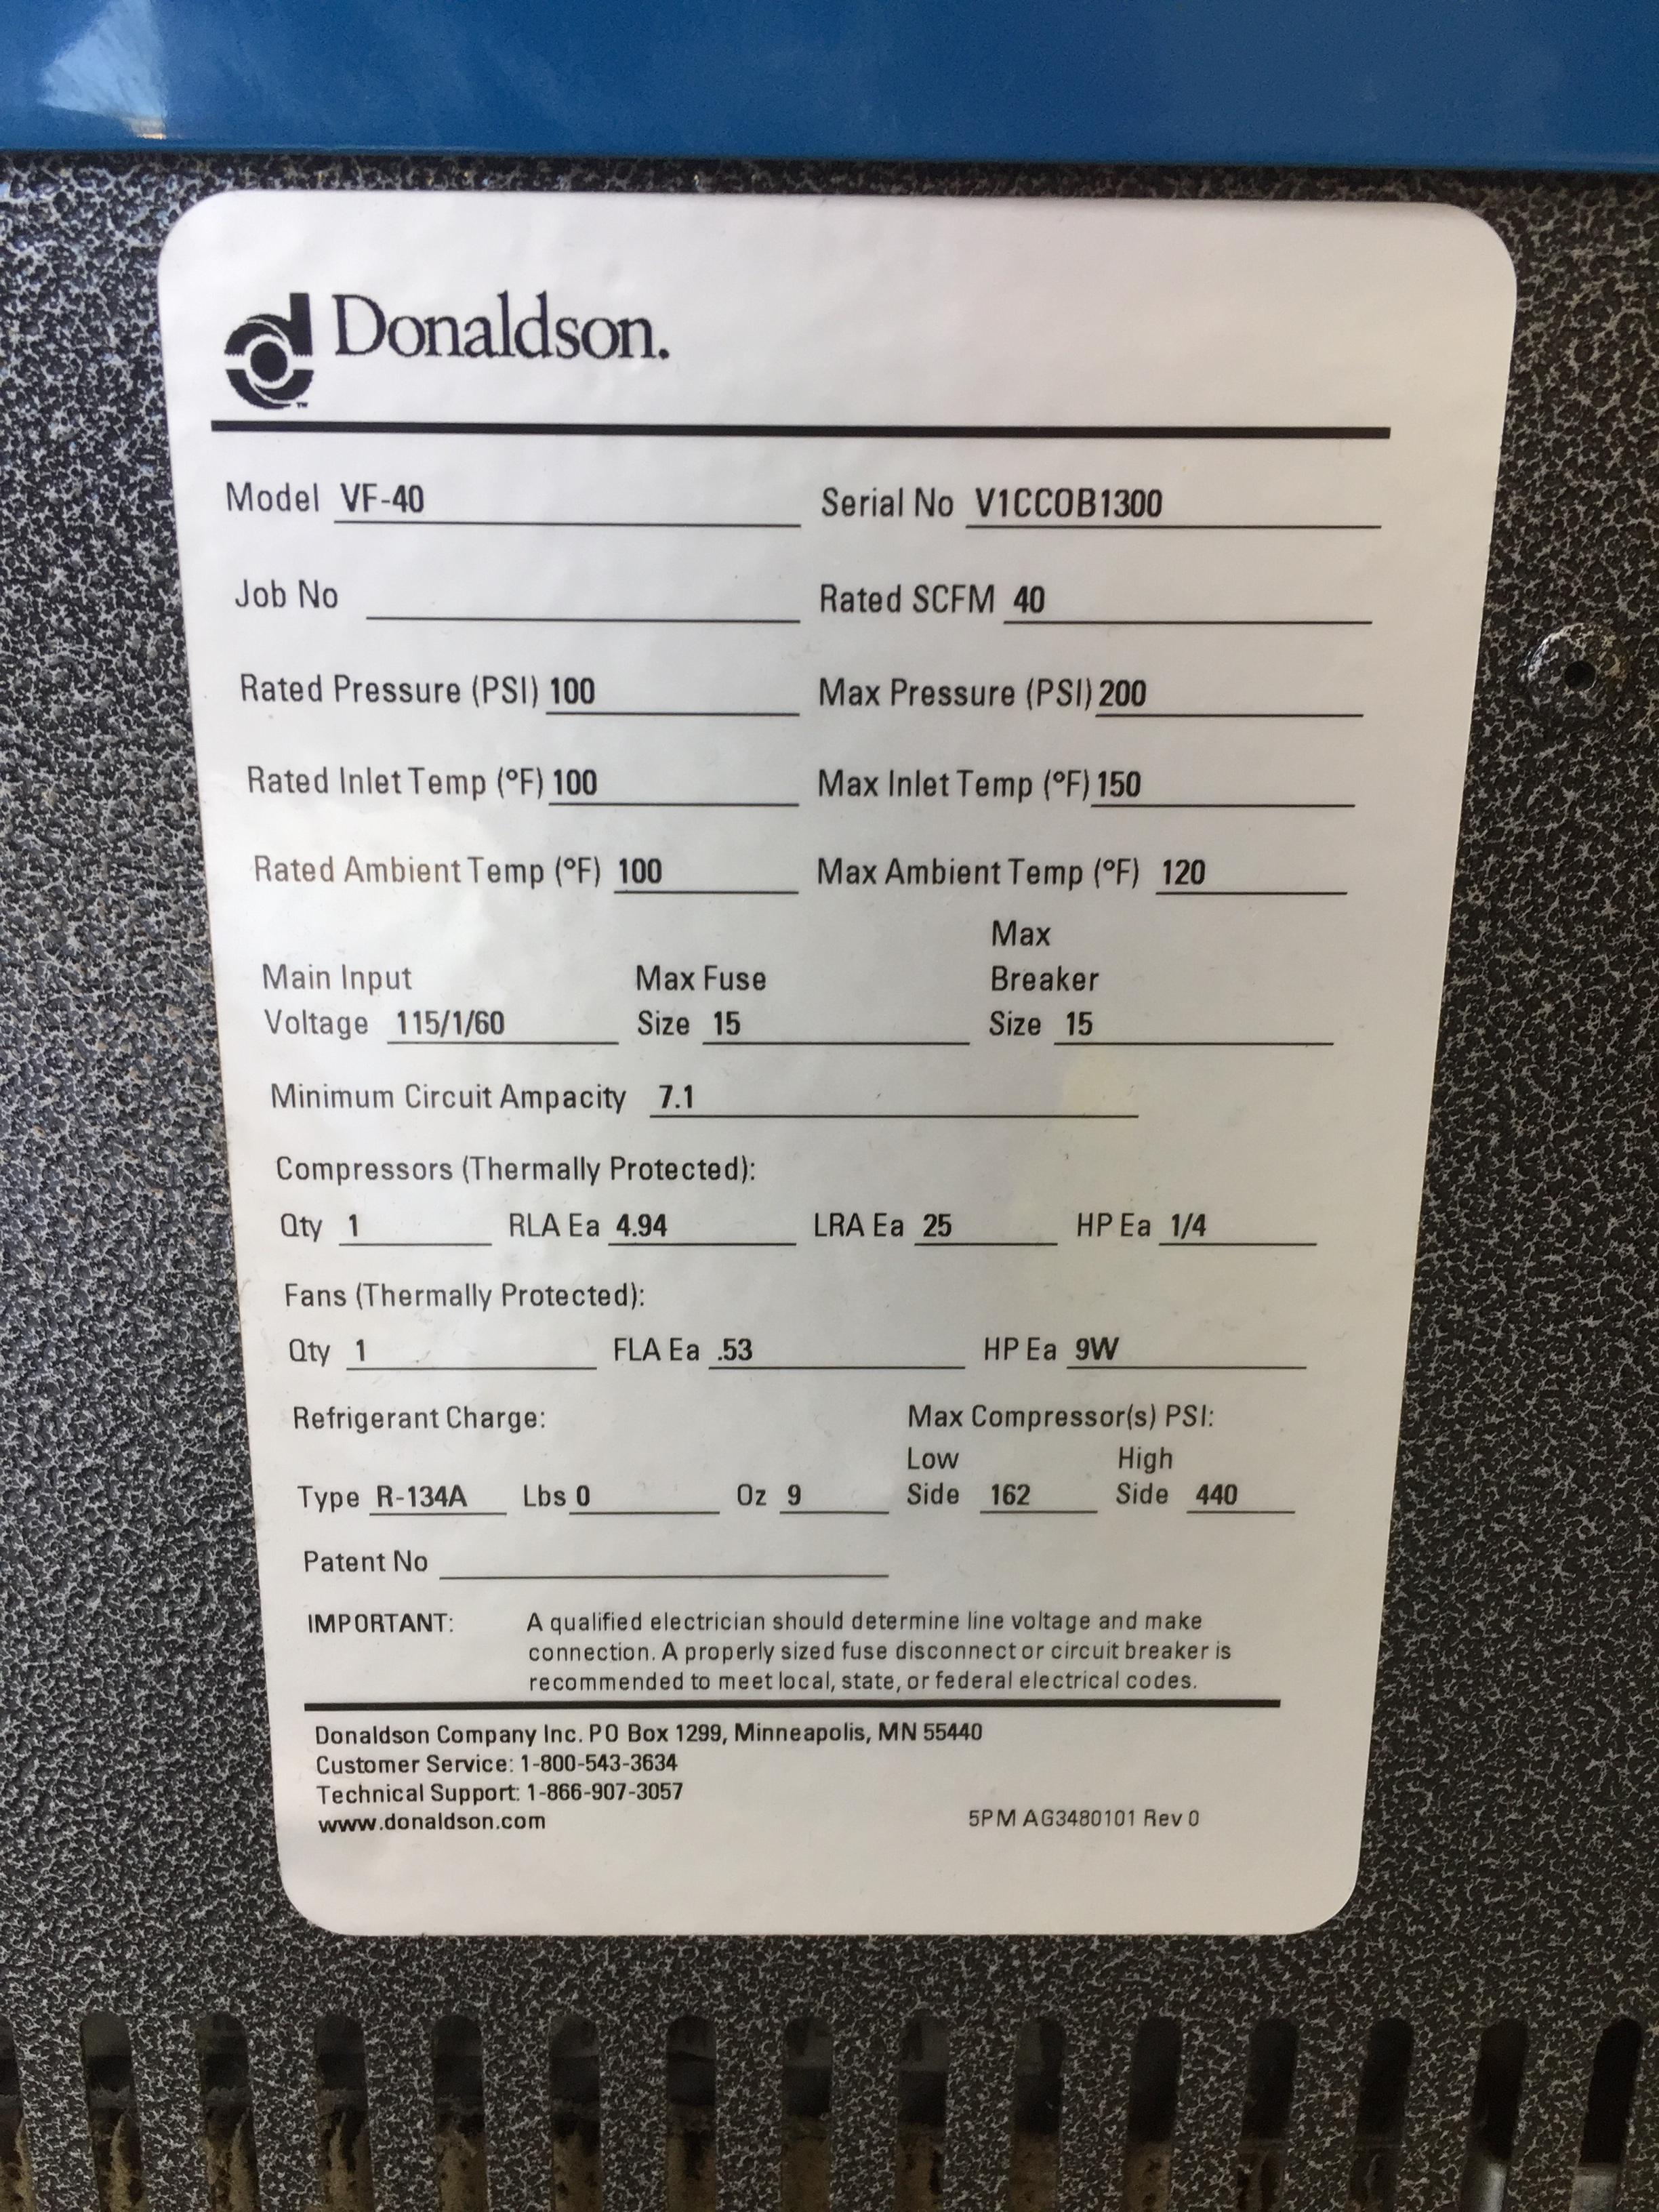 Donaldson.
Model VF-40 Serial No V1CCOB1300
Job No Rated SCFM 40
Rated Pressure (PSI) 100 Max Pressure (PSI) 200
Rated Inlet Temp (°F) 100 Max Inlet Temp (°F) 150
Rated Ambient Temp (°F) 100 Max Ambient Temp (°F) 120
Max
Main Input Max Fuse Breaker
Voltage 115/1/60 Size 15 Size 15
Minimum Circuit Ampacity 7.1
Compressors (Thermally Protected):
Qty 1 RLA Ea 4.94 LRA Ea 25 HP Ea 1/4
Fans (Thermally Protected):
Qty 1 FLA Ea .53 HP Ea 9W
Refrigerant Charge: Max Compressor(s) PSI:
Low High
Type R-134A Lbs 0 Oz 9 Side 162 Side 440
Patent No
IMPORTANT: A qualified electrician should determine line voltage and make
connection. A properly sized fuse disconnect or circuit breaker is
recommended to meet local, state, or federal electrical codes.
Donaldson Company Inc. PO Box 1299, Minneapolis, MN 55440
Customer Service: 1-800-543-3634
Technical Support: 1-866-907-3057
www.donaldson.com 5PM AG3480101 Rev 0